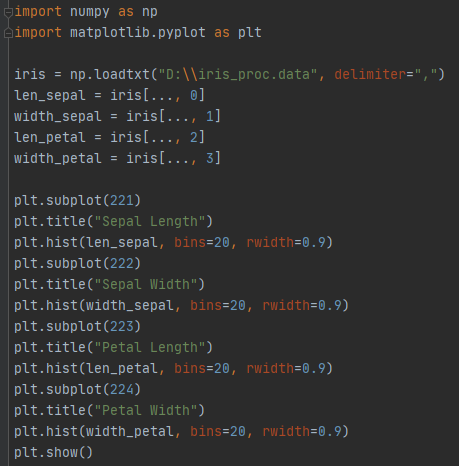 import numpy as np
import matplotlib.pyplot as plt
iris = np.loadtxt("D:\\iris_proc.data", delimiter=",")
len_sepal = iris[..., 0]
width_sepal = iris[..., 1]
len_petal = iris[..., 2]
width_petal = iris[..., 3]
plt.subplot(221)
plt.title("Sepal Length")
plt.hist(len_sepal, bins=20, rwidth=0.9)
plt.subplot(222)
plt.title("Sepal Width")
plt.hist(width_sepal, bins=20, rwidth=0.9)
plt.subplot(223)
plt.title("Petal Length")
plt.hist(len_petal, bins=20, rwidth=0.9)
plt.subplot(224)
plt.title("Petal Width")
plt.hist(width_petal, bins=20, rwidth=0.9)
plt.show()